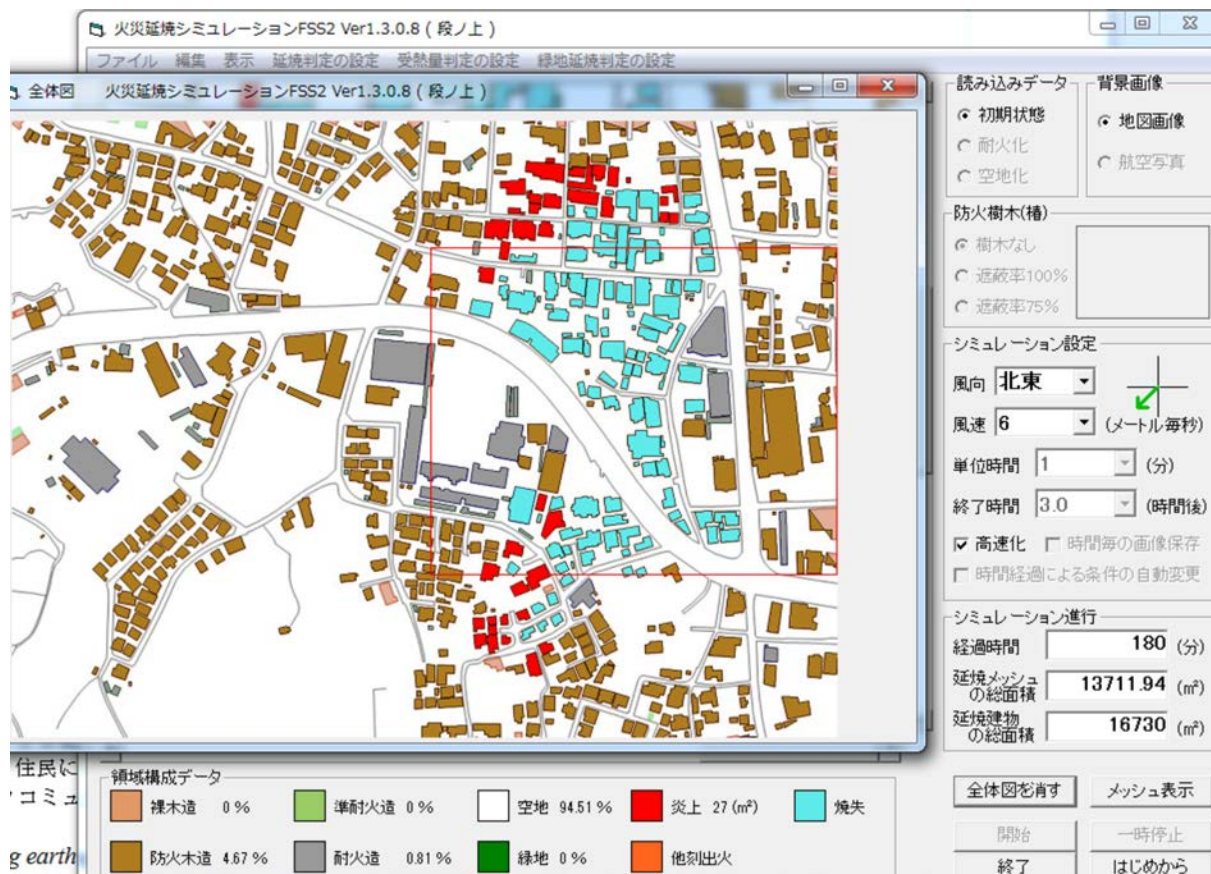 火災延焼シミュレーションFSS2 Ver1.3.0.8 ( 段ノ上 )
ファイル 編集 表示 延焼判定の設定 受熱量判定の設定 緑地延焼判定の設定
全体図 火災延焼シミュレーションFSS2 Ver1.3.0.8 ( 段ノ上 )
読み込みデータ
初期状態
耐火化
空地化
背景画像
地図画像
航空写真
防火樹木(椿)
樹木なし
遮蔽率100%
遮蔽率75%
シミュレーション設定
風向 北東
風速 6 (メートル毎秒)
単位時間 1 (分)
終了時間 3.0 (時間後)
高速化 時間毎の画像保存
時間経過による条件の自動変更
シミュレーション進行
経過時間 180 (分)
延焼メッシュの総面積 13711.94 (㎡)
延焼建物の総面積 16730 (㎡)
全体図を消す メッシュ表示
開始 一時停止
終了 はじめから
領域構成データ
裸木造 0 % 準耐火造 0 % 空地 94.51 % 炎上 27 (㎡) 焼失
防火木造 4.67 % 耐火造 0.81 % 緑地 0 % 他刻出火
住民に
コミュ
g earth